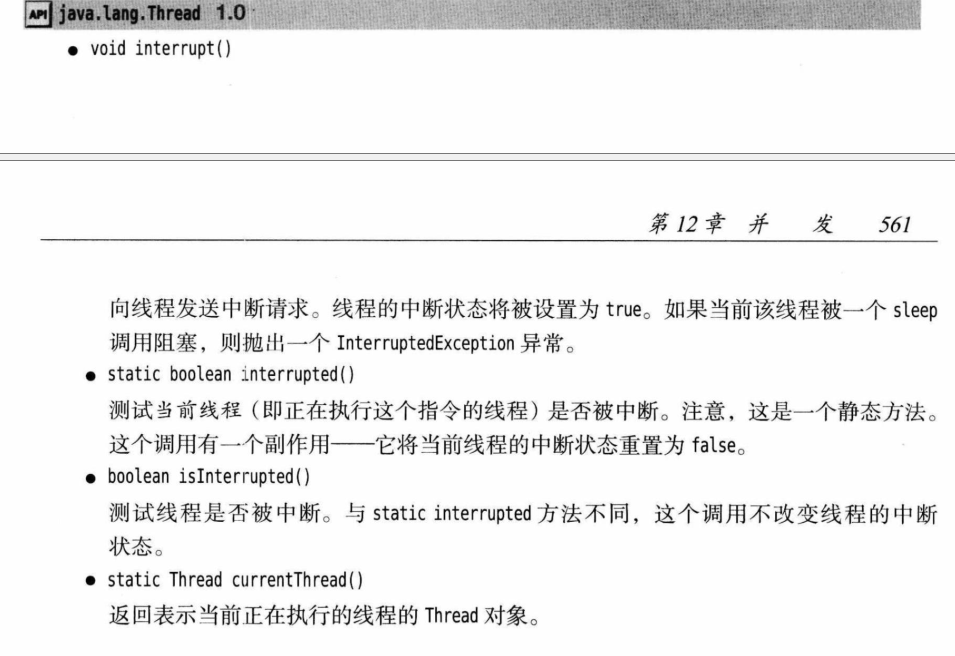 API java.lang.Thread 1.0
● void interrupt()
第 12 章 并 发 561
向线程发送中断请求。线程的中断状态将被设置为 true。如果当前该线程被一个 sleep
调用阻塞，则抛出一个 InterruptedException 异常。
● static boolean interrupted()
测试当前线程（即正在执行这个指令的线程）是否被中断。注意，这是一个静态方法。
这个调用有一个副作用——它将当前线程的中断状态重置为 false。
● boolean isInterrupted()
测试线程是否被中断。与 static interrupted 方法不同，这个调用不改变线程的中断
状态。
● static Thread currentThread()
返回表示当前正在执行的线程的 Thread 对象。